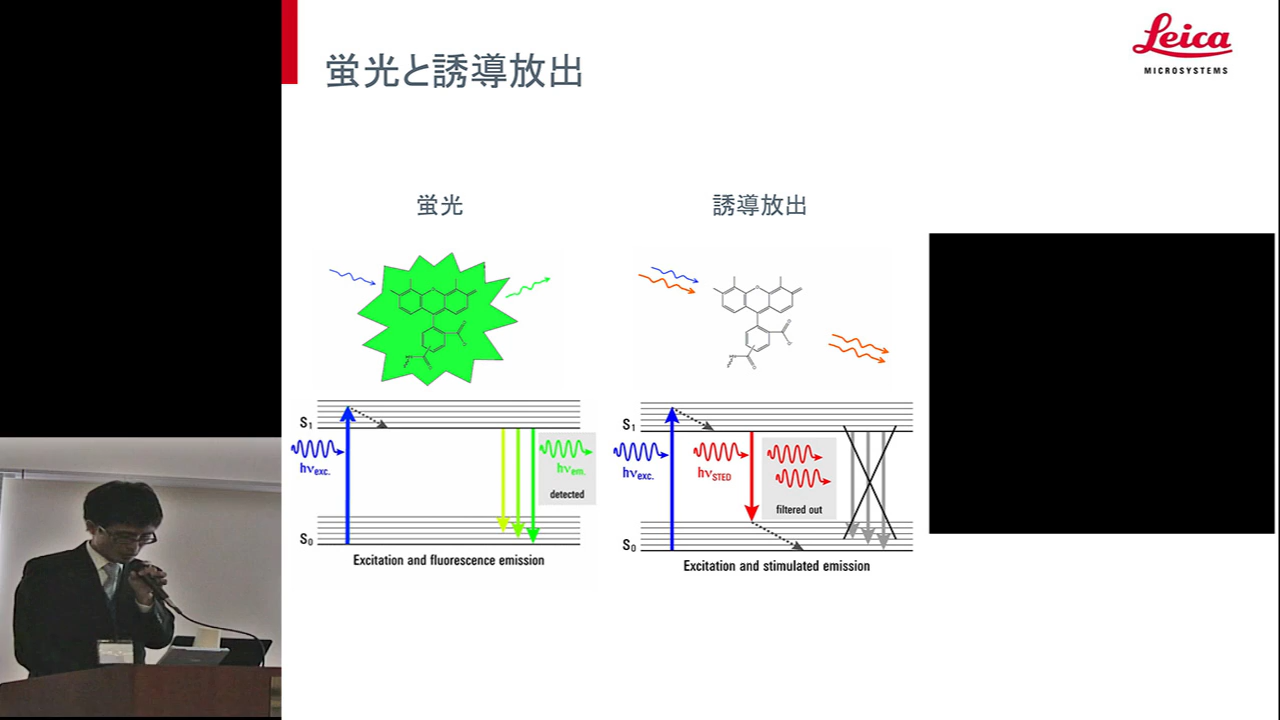 蛍光と誘導放出
Leica
MICROSYSTEMS
蛍光
誘導放出
S1
hνexc.
hνem.
detected
S0
Excitation and fluorescence emission
S1
hνexc.
hνSTED
filtered out
S0
Excitation and stimulated emission